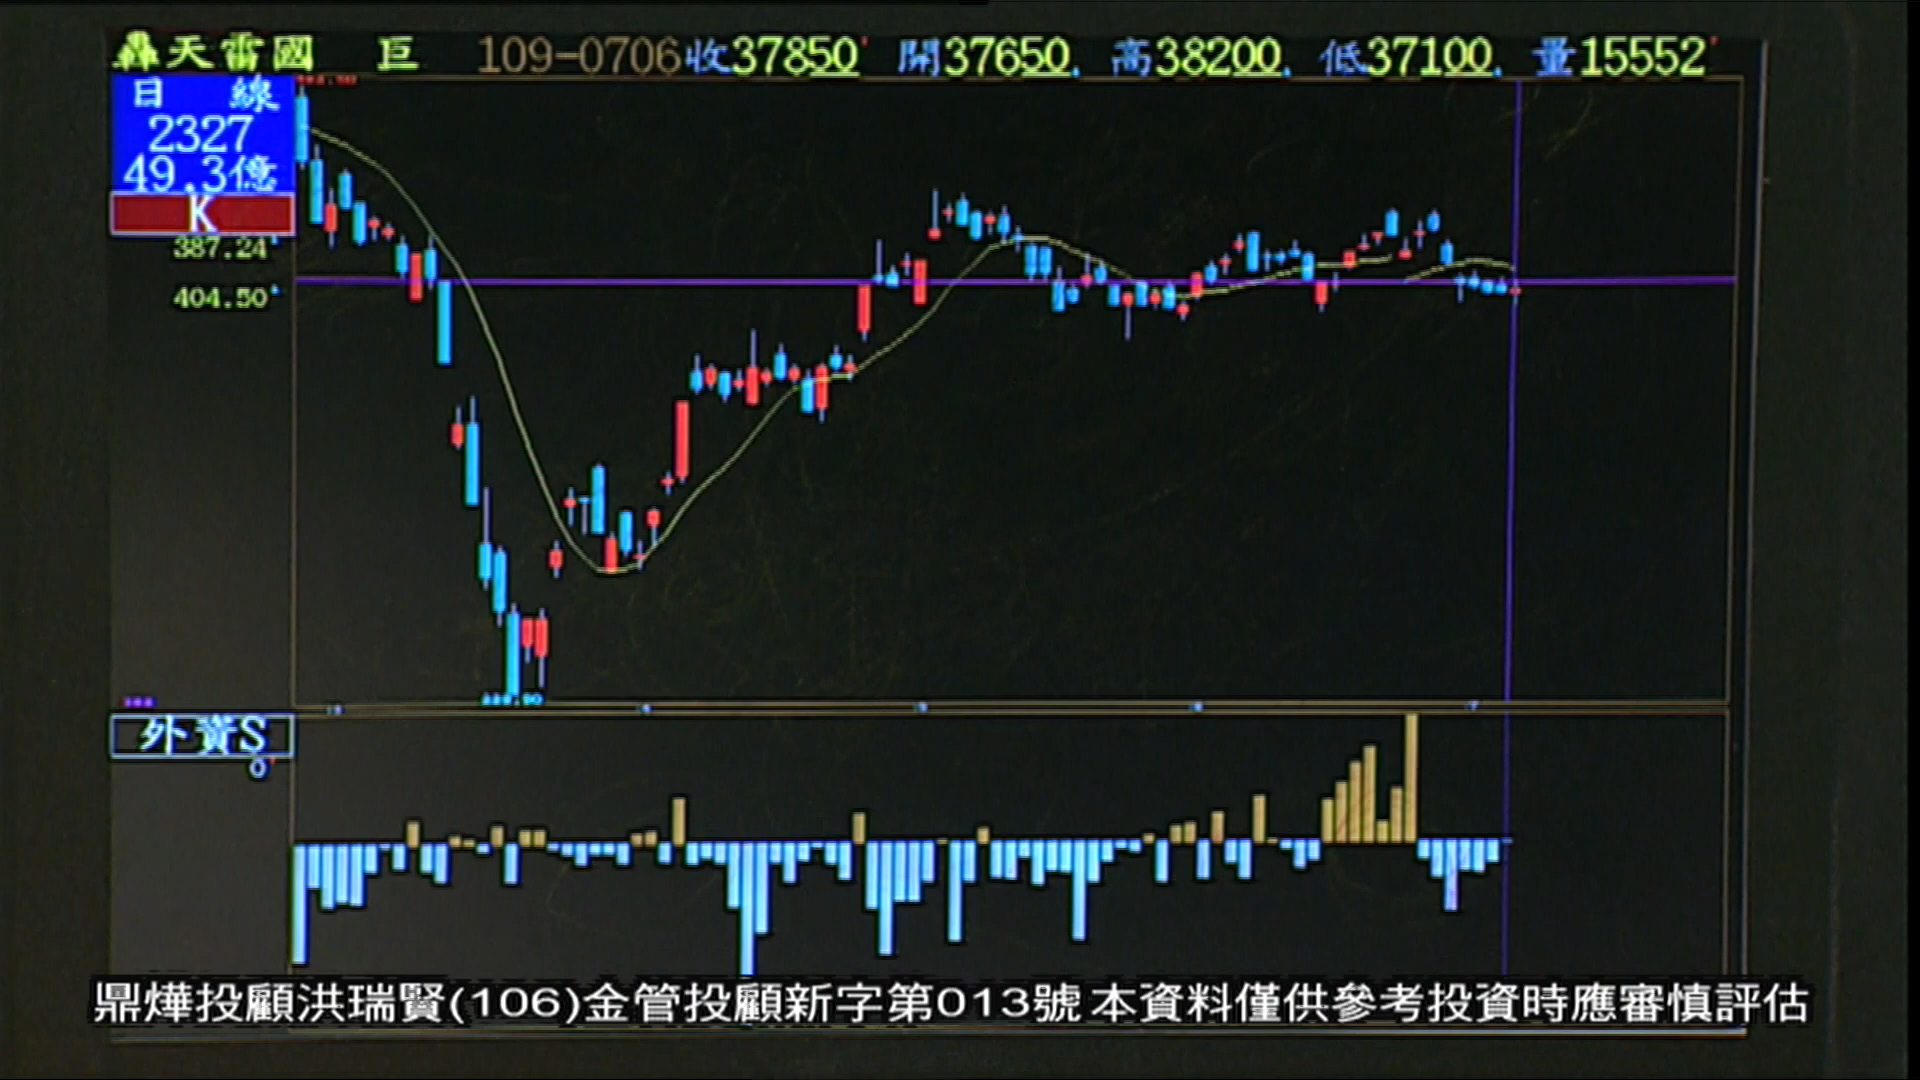 天雷國 巨 109-0706收37850 開37650 高38200 低37100 量15552
日 線
2327
49.3億
K
387.24
404.50
外資S
0
鼎燁投顧洪瑞賢(106)金管投顧新字第013號 本資料僅供參考投資時應審慎評估